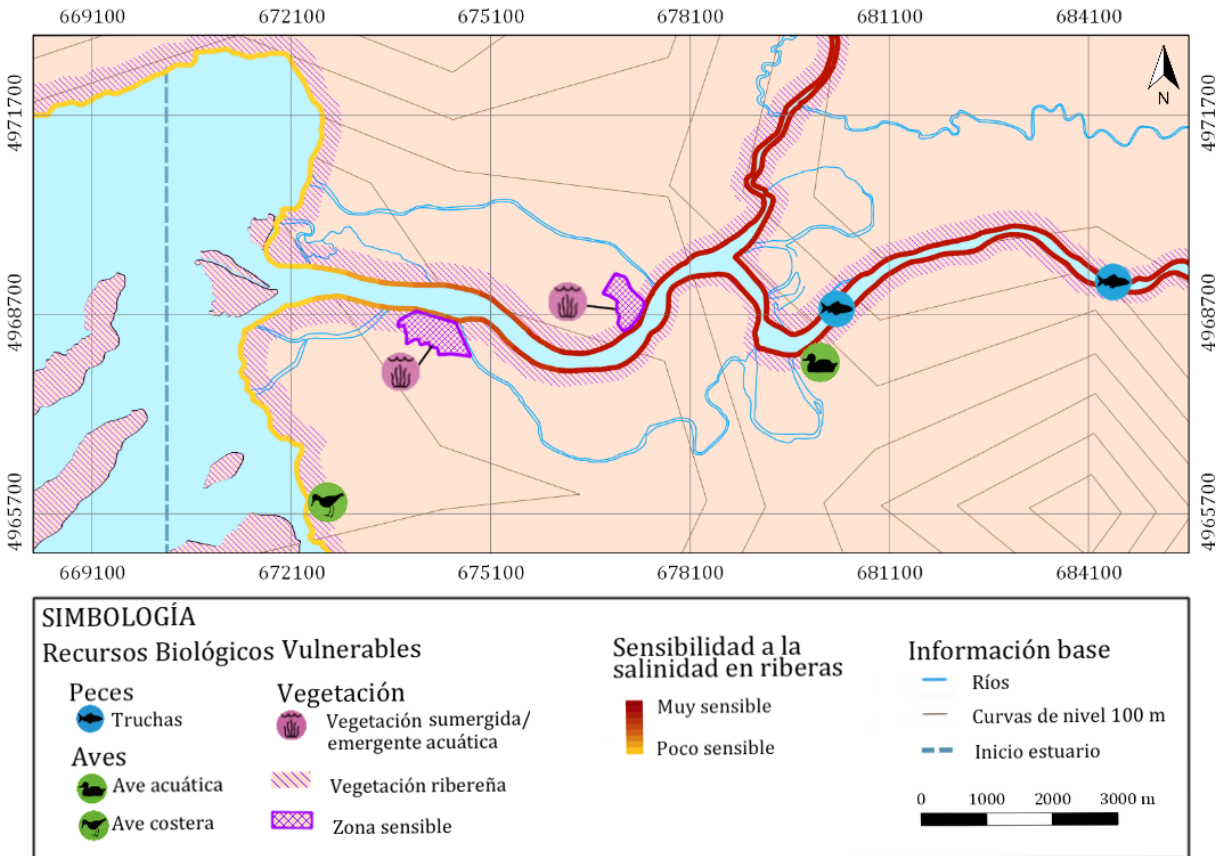 669100 672100 675100 678100 681100 684100
4971700 4971700
N
4968700 4968700
4965700 4965700
669100 672100 675100 678100 681100 684100
SIMBOLOGÍA
Recursos Biológicos Vulnerables
Peces
Truchas
Aves
Ave acuática
Ave costera
Vegetación
Vegetación sumergida/
emergente acuática
Vegetación ribereña
Zona sensible
Sensibilidad a la
salinidad en riberas
Muy sensible
Poco sensible
Información base
Ríos
Curvas de nivel 100 m
Inicio estuario
0 1000 2000 3000 m